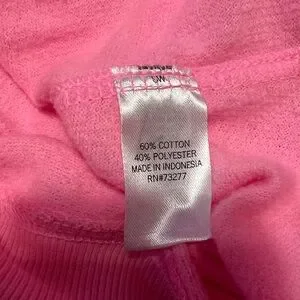 60% COTTON
40% POLYESTER
MADE IN INDONESIA
RN#73277